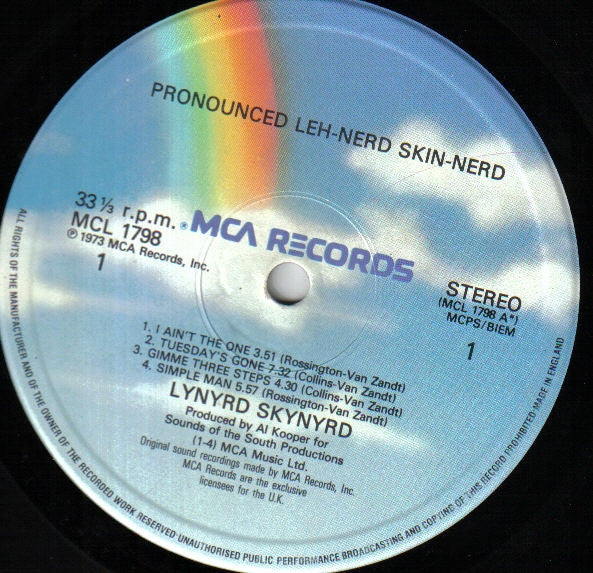 PRONOUNCED LEH-NERD SKIN-NERD
33⅓ r.p.m.
MCL 1798
℗ 1973 MCA Records, Inc.
1
MCA RECORDS
STEREO
(MCL 1798 A*)
MCPS/BIEM
1
1. I AIN'T THE ONE 3.51 (Rossington-Van Zandt)
2. TUESDAY'S GONE 7.32 (Collins-Van Zandt)
3. GIMME THREE STEPS 4.30 (Collins-Van Zandt)
4. SIMPLE MAN 5.57 (Rossington-Van Zandt)
LYNYRD SKYNYRD
Produced by Al Kooper for
Sounds of the South Productions
(1-4) MCA Music Ltd.
Original sound recordings made by MCA Records, Inc.
MCA Records are the exclusive
licensees for the U.K.
ALL RIGHTS OF THE MANUFACTURER AND OF THE OWNER OF THE RECORDED WORK RESERVED·UNAUTHORISED PUBLIC PERFORMANCE BROADCASTING AND COPYING OF THIS RECORD PROHIBITED·MADE IN ENGLAND